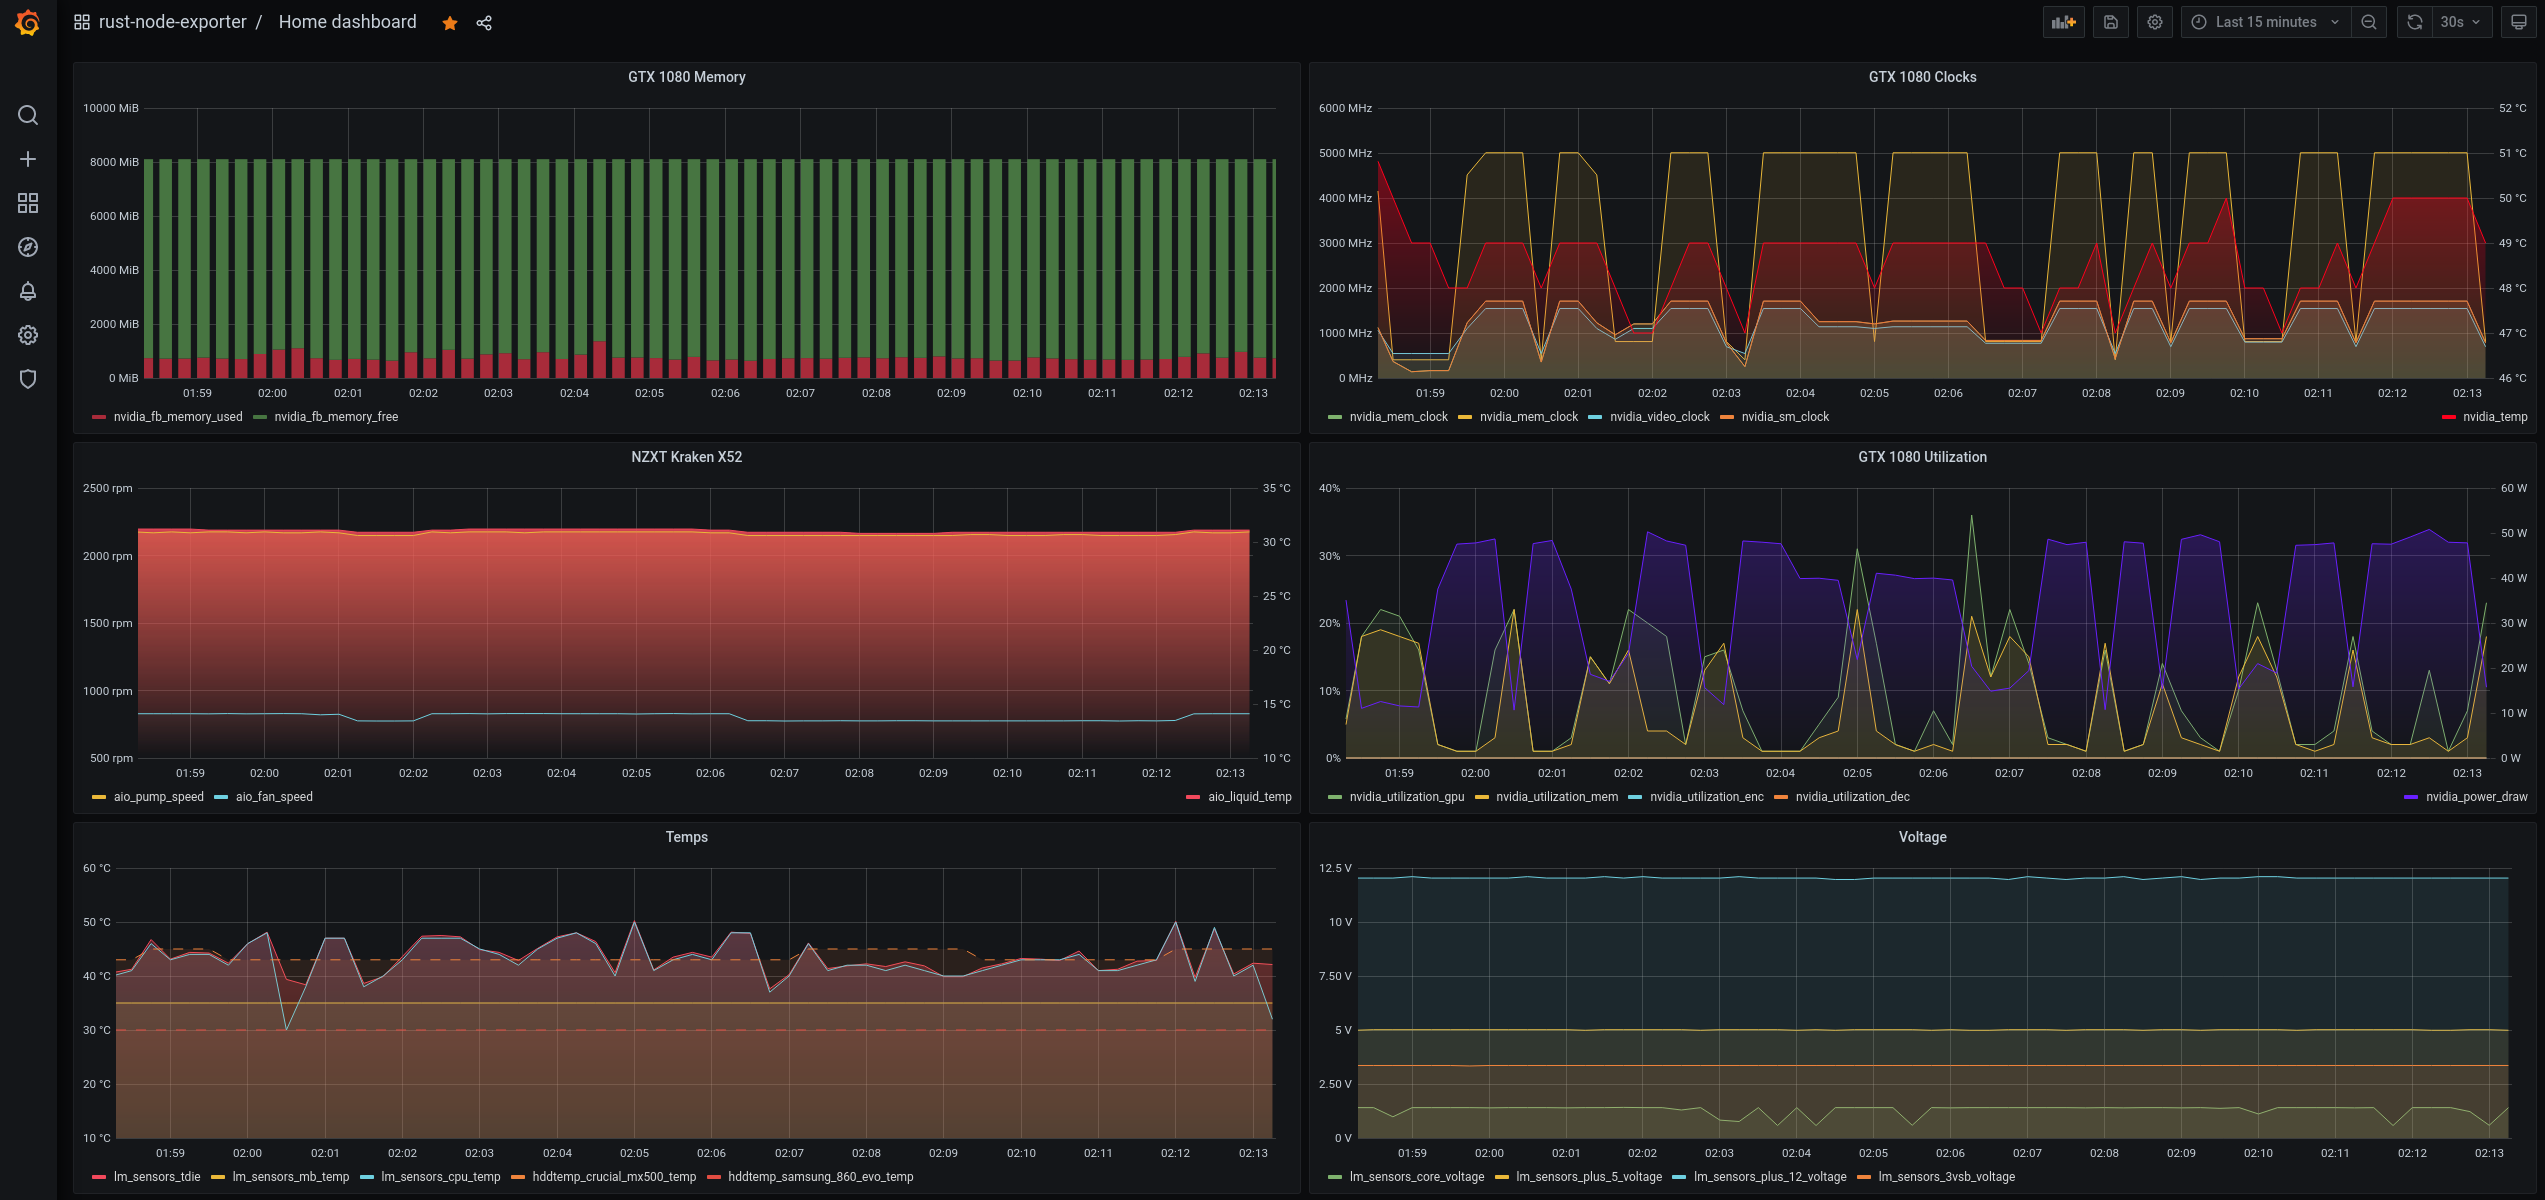 rust-node-exporter / Home dashboard
Last 15 minutes
30s
GTX 1080 Memory
10000 MiB
8000 MiB
6000 MiB
4000 MiB
2000 MiB
0 MiB
01:59 02:00 02:01 02:02 02:03 02:04 02:05 02:06 02:07 02:08 02:09 02:10 02:11 02:12 02:13
nvidia_fb_memory_used nvidia_fb_memory_free
GTX 1080 Clocks
6000 MHz 52 °C
5000 MHz 51 °C
4000 MHz 50 °C
3000 MHz 49 °C
2000 MHz 48 °C
1000 MHz 47 °C
0 MHz 46 °C
01:59 02:00 02:01 02:02 02:03 02:04 02:05 02:06 02:07 02:08 02:09 02:10 02:11 02:12 02:13
nvidia_mem_clock nvidia_mem_clock nvidia_video_clock nvidia_sm_clock nvidia_temp
NZXT Kraken X52
2500 rpm 35 °C
2000 rpm 30 °C
1500 rpm 25 °C
20 °C
1000 rpm 15 °C
500 rpm 10 °C
01:59 02:00 02:01 02:02 02:03 02:04 02:05 02:06 02:07 02:08 02:09 02:10 02:11 02:12 02:13
aio_pump_speed aio_fan_speed aio_liquid_temp
GTX 1080 Utilization
40% 60 W
50 W
30% 40 W
20% 30 W
20 W
10% 10 W
0% 0 W
01:59 02:00 02:01 02:02 02:03 02:04 02:05 02:06 02:07 02:08 02:09 02:10 02:11 02:12 02:13
nvidia_utilization_gpu nvidia_utilization_mem nvidia_utilization_enc nvidia_utilization_dec nvidia_power_draw
Temps
60 °C
50 °C
40 °C
30 °C
20 °C
10 °C
01:59 02:00 02:01 02:02 02:03 02:04 02:05 02:06 02:07 02:08 02:09 02:10 02:11 02:12 02:13
lm_sensors_tdie lm_sensors_mb_temp lm_sensors_cpu_temp hddtemp_crucial_mx500_temp hddtemp_samsung_860_evo_temp
Voltage
12.5 V
10 V
7.50 V
5 V
2.50 V
0 V
01:59 02:00 02:01 02:02 02:03 02:04 02:05 02:06 02:07 02:08 02:09 02:10 02:11 02:12 02:13
lm_sensors_core_voltage lm_sensors_plus_5_voltage lm_sensors_plus_12_voltage lm_sensors_3vsb_voltage